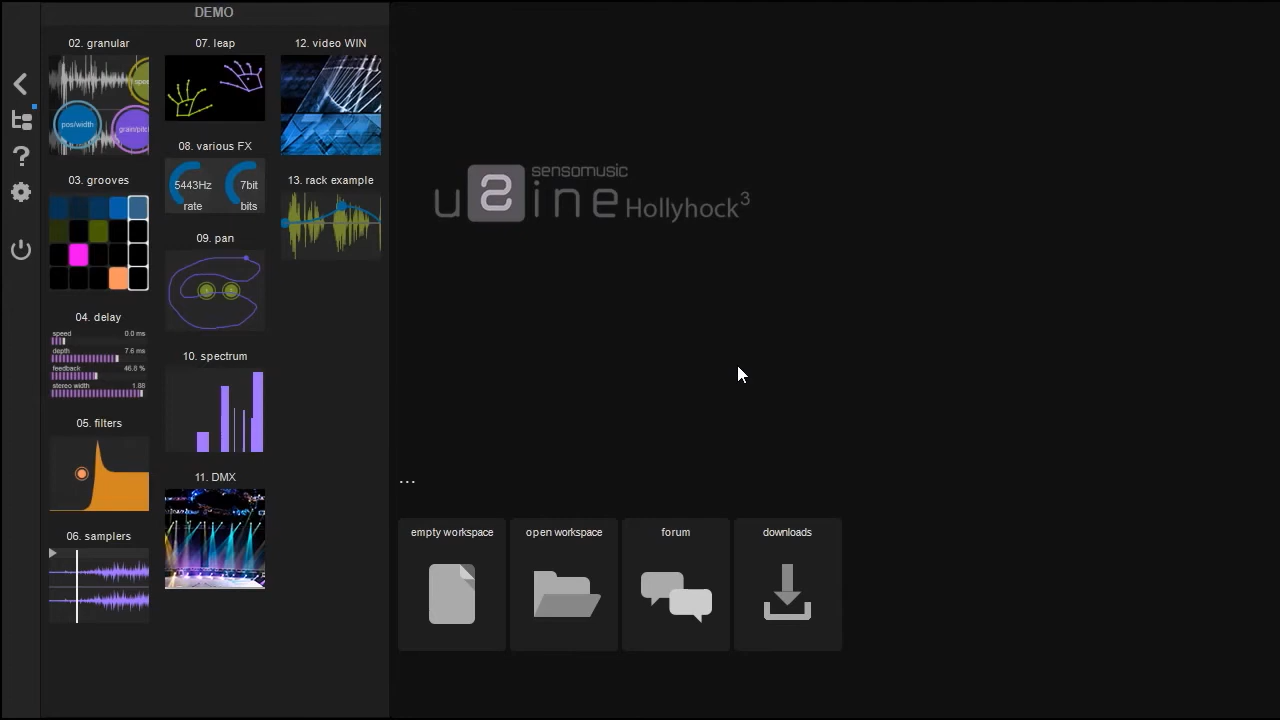 DEMO
02. granular
spee
pos/width
grain/pitc
03. grooves
04. delay
speed 0.0 ms
depth 7.6 ms
feedback 46.8 %
stereo width 1.88
05. filters
06. samplers
07. leap
08. various FX
5443Hz 7bit
rate bits
09. pan
10. spectrum
11. DMX
12. video WIN
13. rack example
sensomusic
usine Hollyhock³
...
empty workspace
open workspace
forum
downloads
?